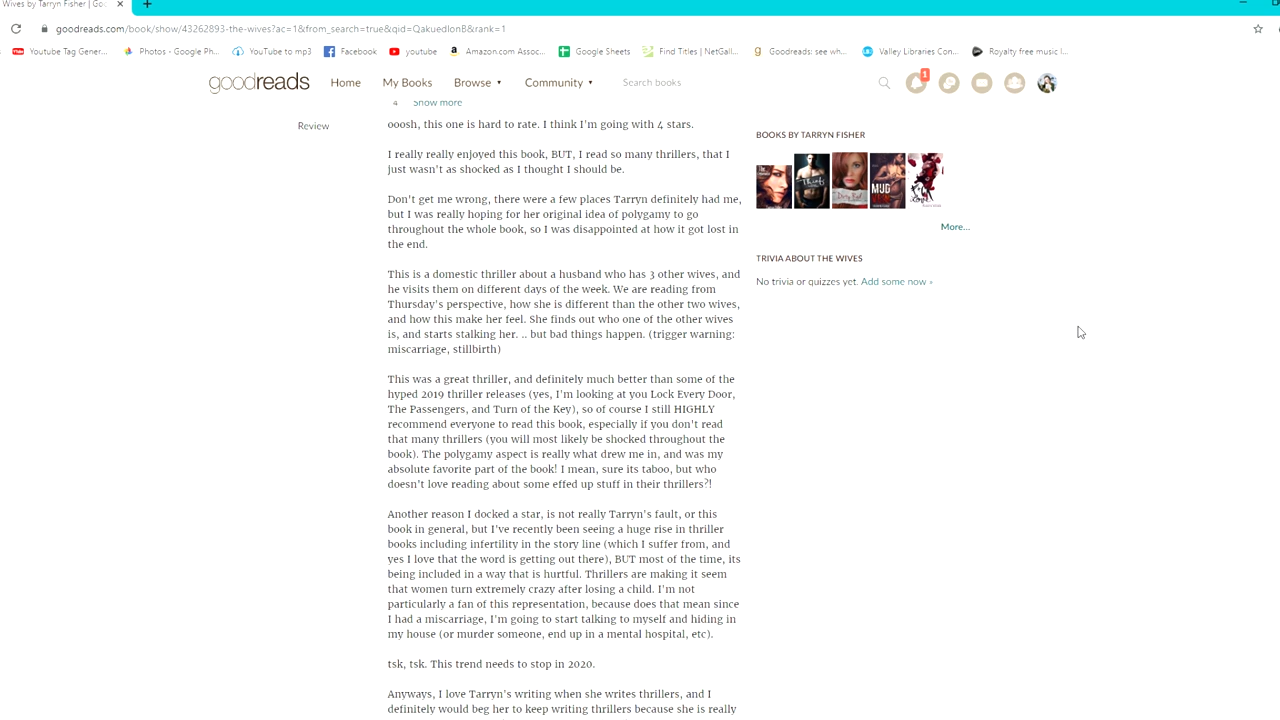 Wives by Tarryn Fisher | Goo
goodreads.com/book/show/43262893-the-wives?ac=1&from_search=true&qid=QakuedIonB&rank=1
Youtube Tag Gener... Photos - Google Ph... YouTube to mp3 Facebook youtube Amazon.com Assoc... Google Sheets Find Titles | NetGall... Goodreads: see wh... Valley Libraries Con... Royalty free music l...
goodreads Home My Books Browse Community Search books 1
4 Show more
Review
ooosh, this one is hard to rate. I think I'm going with 4 stars.
I really really enjoyed this book, BUT, I read so many thrillers, that I
just wasn't as shocked as I thought I should be.
Don't get me wrong, there were a few places Tarryn definitely had me,
but I was really hoping for her original idea of polygamy to go
throughout the whole book, so I was disappointed at how it got lost in
the end.
This is a domestic thriller about a husband who has 3 other wives, and
he visits them on different days of the week. We are reading from
Thursday's perspective, how she is different than the other two wives,
and how this make her feel. She finds out who one of the other wives
is, and starts stalking her. .. but bad things happen. (trigger warning:
miscarriage, stillbirth)
This was a great thriller, and definitely much better than some of the
hyped 2019 thriller releases (yes, I'm looking at you Lock Every Door,
The Passengers, and Turn of the Key), so of course I still HIGHLY
recommend everyone to read this book, especially if you don't read
that many thrillers (you will most likely be shocked throughout the
book). The polygamy aspect is really what drew me in, and was my
absolute favorite part of the book! I mean, sure its taboo, but who
doesn't love reading about some effed up stuff in their thrillers?!
Another reason I docked a star, is not really Tarryn's fault, or this
book in general, but I've recently been seeing a huge rise in thriller
books including infertility in the story line (which I suffer from, and
yes I love that the word is getting out there), BUT most of the time, its
being included in a way that is hurtful. Thrillers are making it seem
that women turn extremely crazy after losing a child. I'm not
particularly a fan of this representation, because does that mean since
I had a miscarriage, I'm going to start talking to myself and hiding in
my house (or murder someone, end up in a mental hospital, etc).
tsk, tsk. This trend needs to stop in 2020.
Anyways, I love Tarryn's writing when she writes thrillers, and I
definitely would beg her to keep writing thrillers because she is really
BOOKS BY TARRYN FISHER
Thief Dirty Red MUD
More...
TRIVIA ABOUT THE WIVES
No trivia or quizzes yet. Add some now »